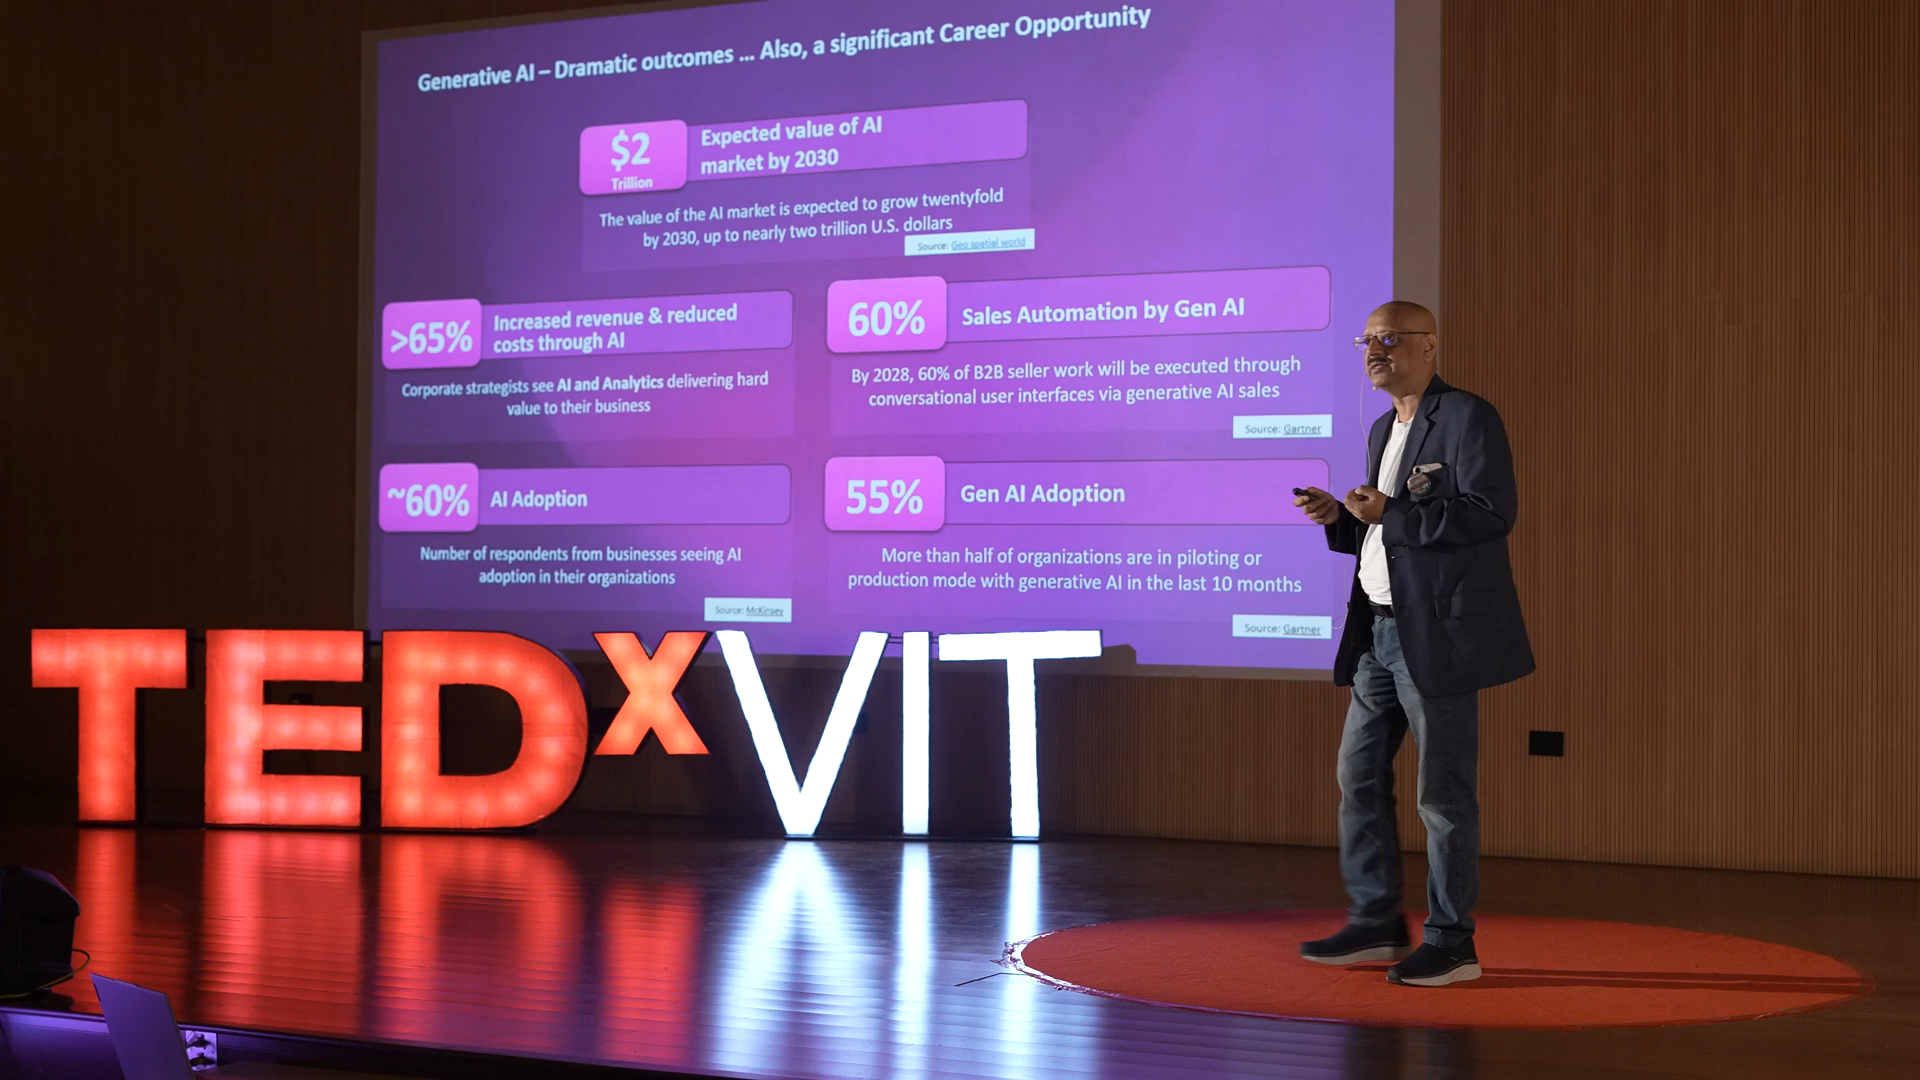 Generative AI – Dramatic outcomes ... Also, a significant Career Opportunity
$2
Trillion
Expected value of AI
market by 2030
The value of the AI market is expected to grow twentyfold
by 2030, up to nearly two trillion U.S. dollars
Source: Geo spatial world
>65%
Increased revenue & reduced
costs through AI
Corporate strategists see AI and Analytics delivering hard
value to their business
60%
Sales Automation by Gen AI
By 2028, 60% of B2B seller work will be executed through
conversational user interfaces via generative AI sales
Source: Gartner
~60%
AI Adoption
Number of respondents from businesses seeing AI
adoption in their organizations
Source: McKinsey
55%
Gen AI Adoption
More than half of organizations are in piloting or
production mode with generative AI in the last 10 months
Source: Gartner
TEDxVIT